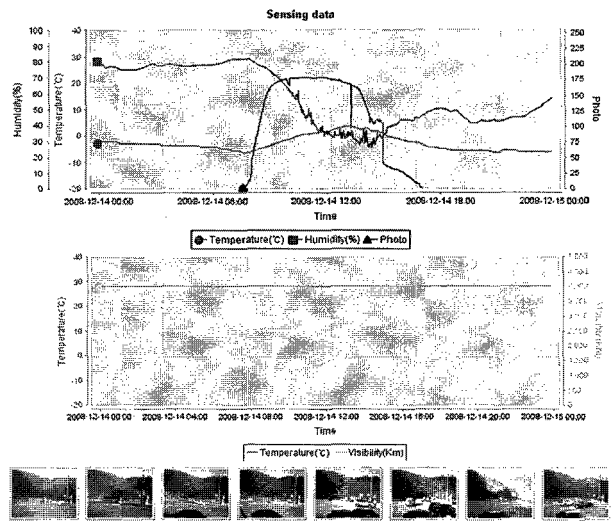 Sensing data
100 90 80 70 60 50 40 30 20 10 0
Humidity(%)
40 30 20 10 0 -10 -20
Temperature(℃)
250 225 200 175 150 125 100 75 50 25 0
Photo
2008-12-14 00:00 2008-12-14 06:00 2008-12-14 12:00 2008-12-14 18:00 2008-12-15 00:00
Time
Temperature(℃) Humidity(%) Photo
40 30 20 10 0 -10 -20
Temperature(℃)
2008-12-14 00:00 2008-12-14 04:00 2008-12-14 08:00 2008-12-14 12:00 2008-12-14 16:00 2008-12-14 20:00 2008-12-15 00:00
Time
Temperature(℃) Visibility(Km)